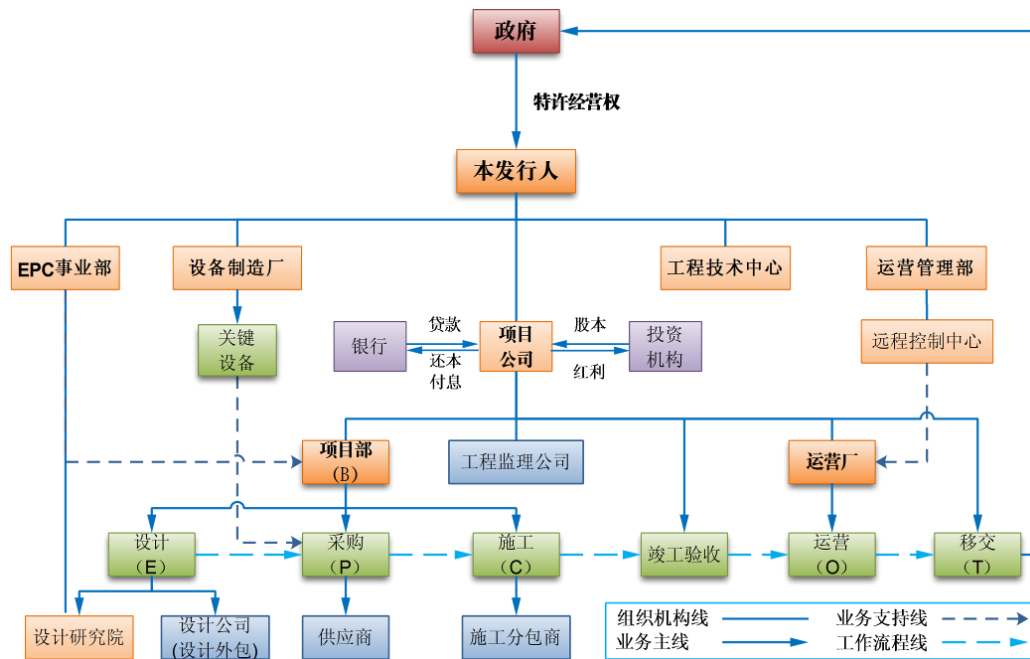 政府
特许经营权
本发行人
EPC事业部
设备制造厂
工程技术中心
运营管理部
关键
设备
银行
贷款
还本
付息
项目
公司
股本
红利
投资
机构
远程控制中心
项目部
（B）
工程监理公司
运营厂
设计
（E）
采购
（P）
施工
（C）
竣工验收
运营
（O）
移交
（T）
设计研究院
设计公司
(设计外包)
供应商
施工分包商
组织机构线
业务支持线
业务主线
工作流程线